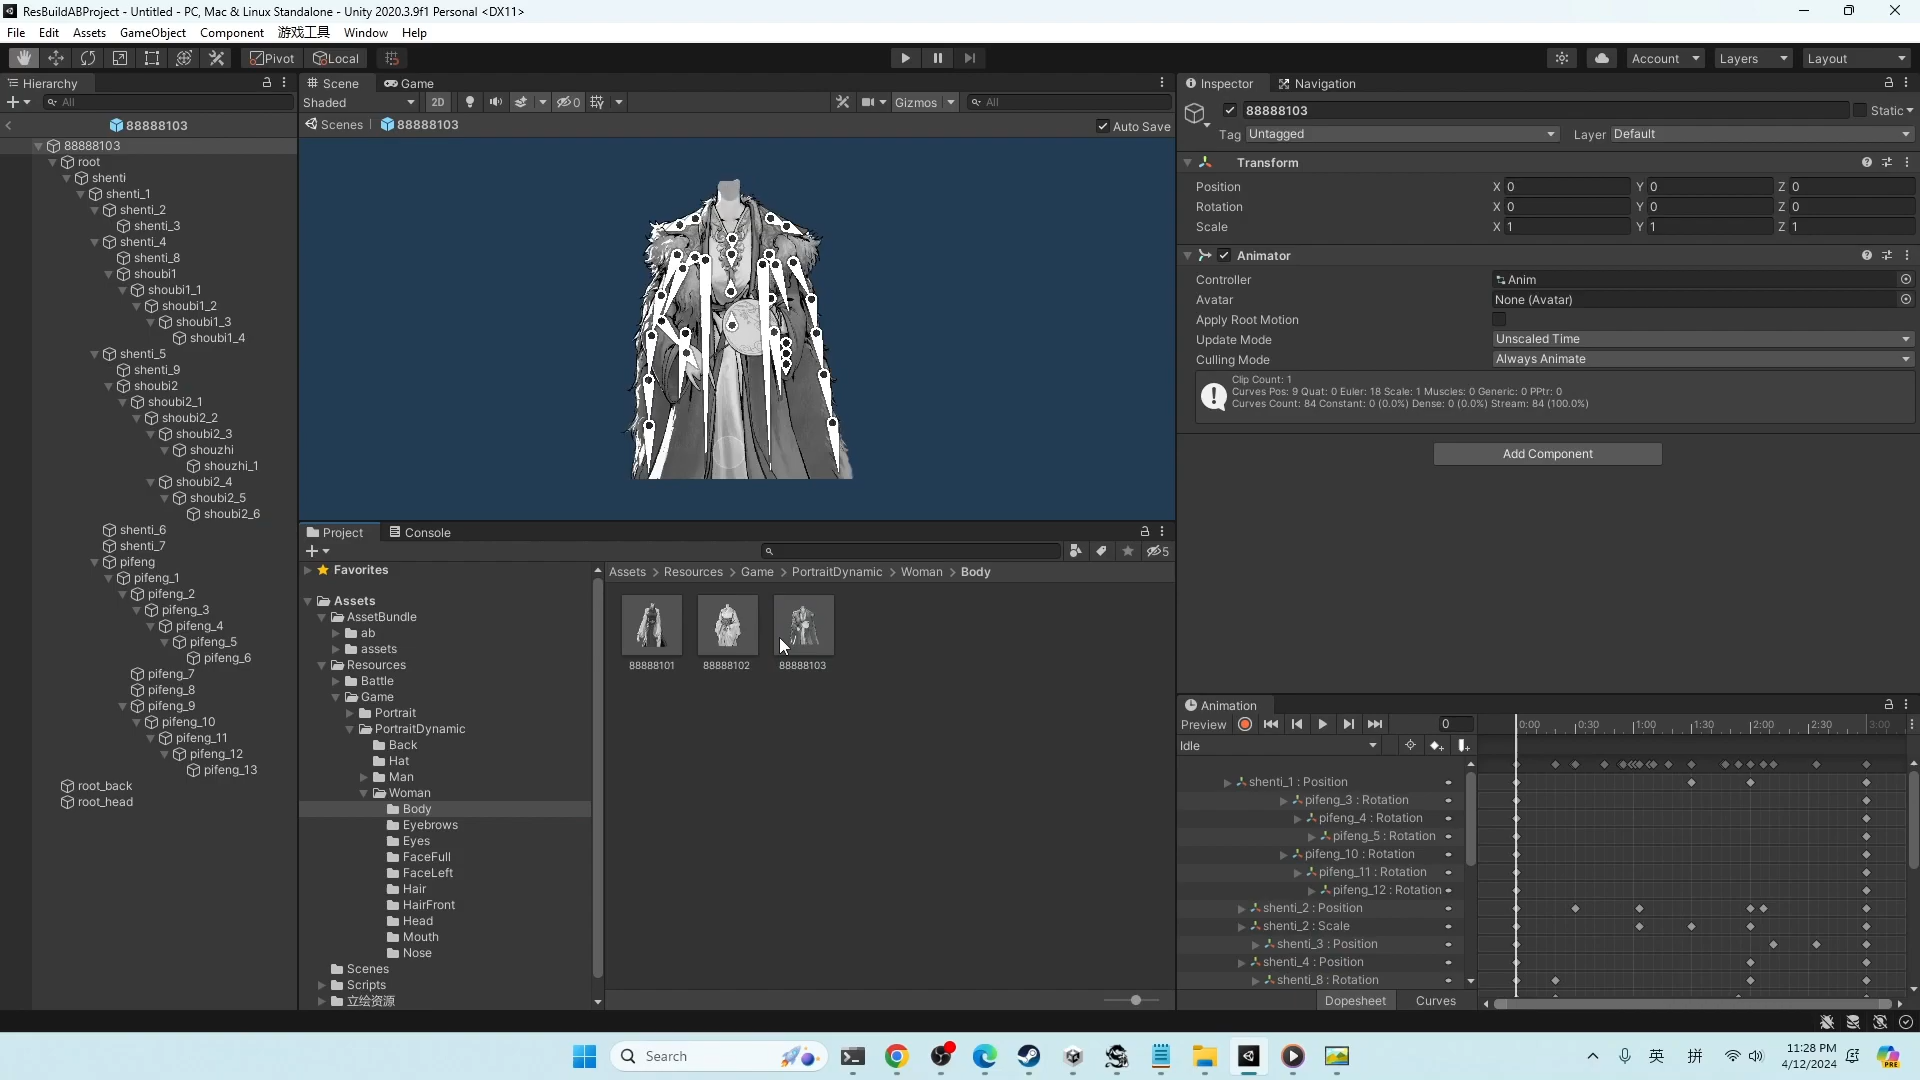 ResBuildABProject - Untitled - PC, Mac & Linux Standalone - Unity 2020.3.9f1 Personal <DX11>
File Edit Assets GameObject Component 游戏工具 Window Help
Pivot Local Account Layers Layout
Hierarchy
All
88888103
88888103
root
shenti
shenti_1
shenti_2
shenti_3
shenti_4
shenti_8
shoubi1
shoubi1_1
shoubi1_2
shoubi1_3
shoubi1_4
shenti_5
shenti_9
shoubi2
shoubi2_1
shoubi2_2
shoubi2_3
shouzhi
shouzhi_1
shoubi2_4
shoubi2_5
shoubi2_6
shenti_6
shenti_7
pifeng
pifeng_1
pifeng_2
pifeng_3
pifeng_4
pifeng_5
pifeng_6
pifeng_7
pifeng_8
pifeng_9
pifeng_10
pifeng_11
pifeng_12
pifeng_13
root_back
root_head
Scene Game
Shaded 2D 0 Gizmos All
Scenes 88888103 Auto Save
Project Console
5
Favorites
Assets
AssetBundle
ab
assets
Resources
Battle
Game
Portrait
PortraitDynamic
Back
Hat
Man
Woman
Body
Eyebrows
Eyes
FaceFull
FaceLeft
Hair
HairFront
Head
Mouth
Nose
Scenes
Scripts
立绘资源
Assets > Resources > Game > PortraitDynamic > Woman > Body
88888101 88888102 88888103
Inspector Navigation
88888103 Static
Tag Untagged Layer Default
Transform
Position X 0 Y 0 Z 0
Rotation X 0 Y 0 Z 0
Scale X 1 Y 1 Z 1
Animator
Controller Anim
Avatar None (Avatar)
Apply Root Motion
Update Mode Unscaled Time
Culling Mode Always Animate
Clip Count: 1
Curves Pos: 9 Quat: 0 Euler: 18 Scale: 1 Muscles: 0 Generic: 0 PPtr: 0
Curves Count: 84 Constant: 0 (0.0%) Dense: 0 (0.0%) Stream: 84 (100.0%)
Add Component
Animation
Preview 0 0:00 0:30 1:00 1:30 2:00 2:30 3:00
Idle
shenti_1 : Position
pifeng_3 : Rotation
pifeng_4 : Rotation
pifeng_5 : Rotation
pifeng_10 : Rotation
pifeng_11 : Rotation
pifeng_12 : Rotation
shenti_2 : Position
shenti_2 : Scale
shenti_3 : Position
shenti_4 : Position
shenti_8 : Rotation
Dopesheet Curves
Search 英 拼 11:28 PM
4/12/2024
PRE